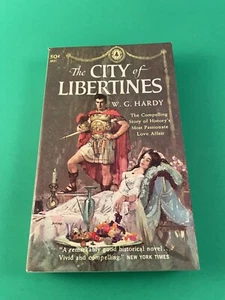 50¢
The CITY of
LIBERTINES
W. G. HARDY
The Compelling
Story of History's
Most Passionate
Love Affair
"A remarkably good historical novel...
Vivid and compelling." NEW YORK TIMES